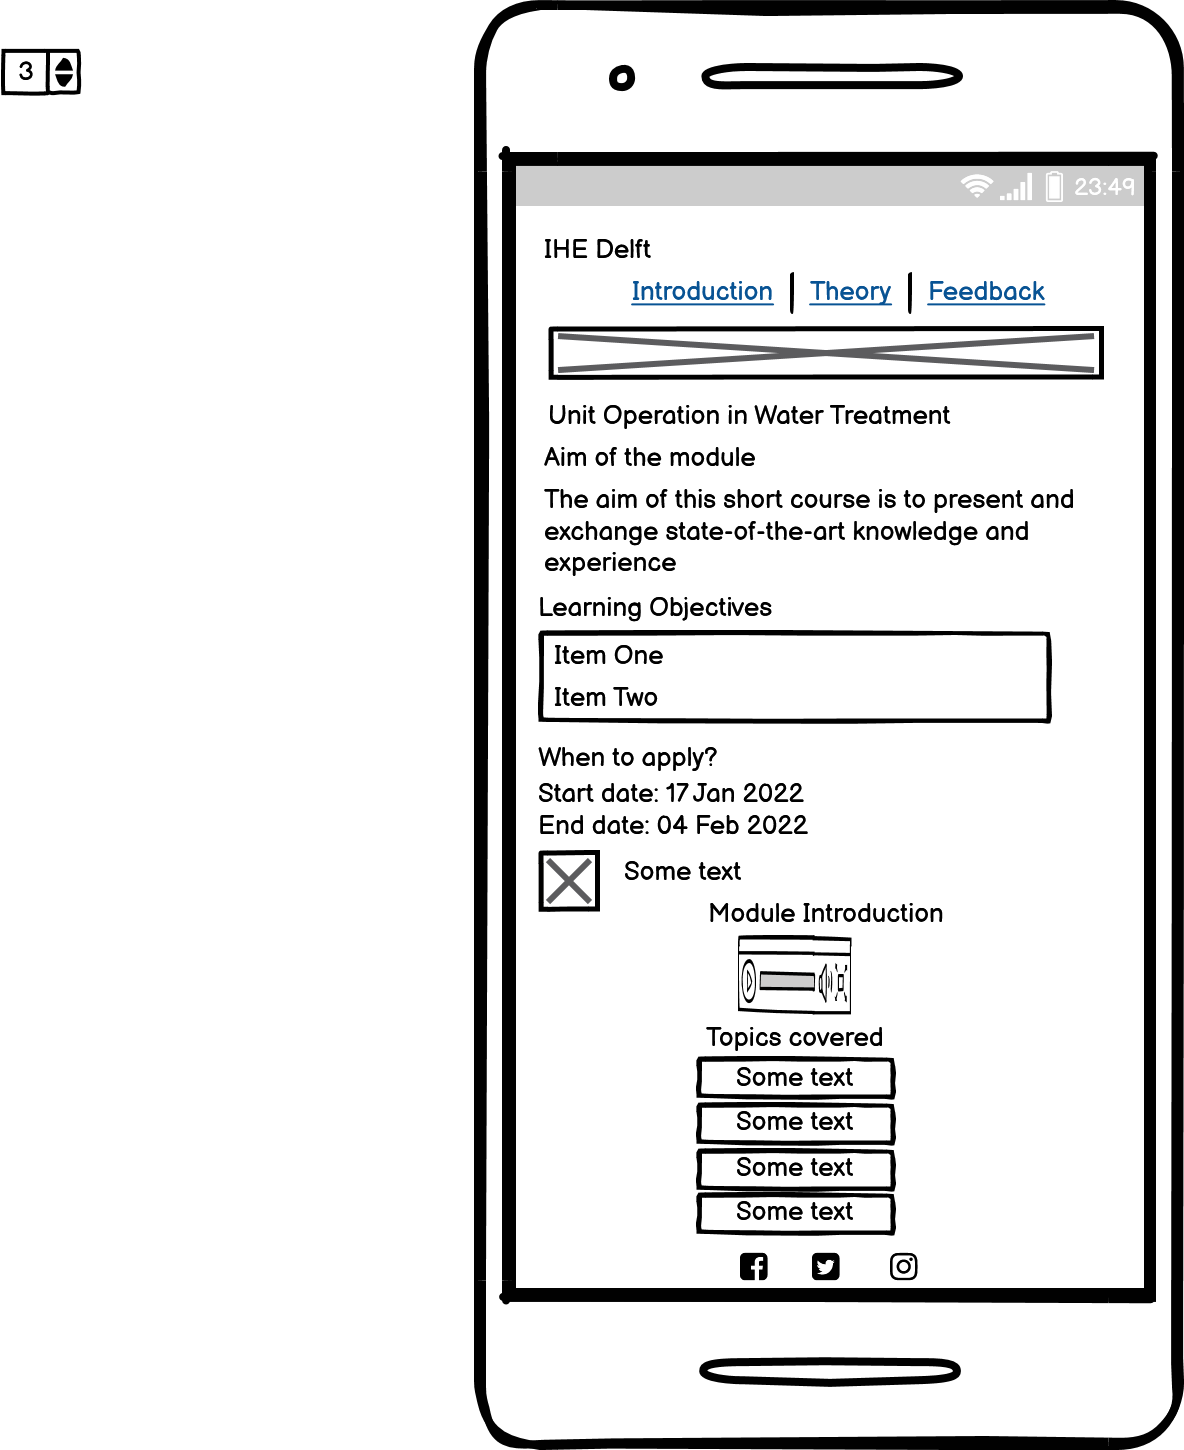 3
23:49
IHE Delft
Introduction Theory Feedback
Unit Operation in Water Treatment
Aim of the module
The aim of this short course is to present and
exchange state-of-the-art knowledge and
experience
Learning Objectives
Item One
Item Two
When to apply?
Start date: 17 Jan 2022
End date: 04 Feb 2022
Some text
Module Introduction
Topics covered
Some text
Some text
Some text
Some text